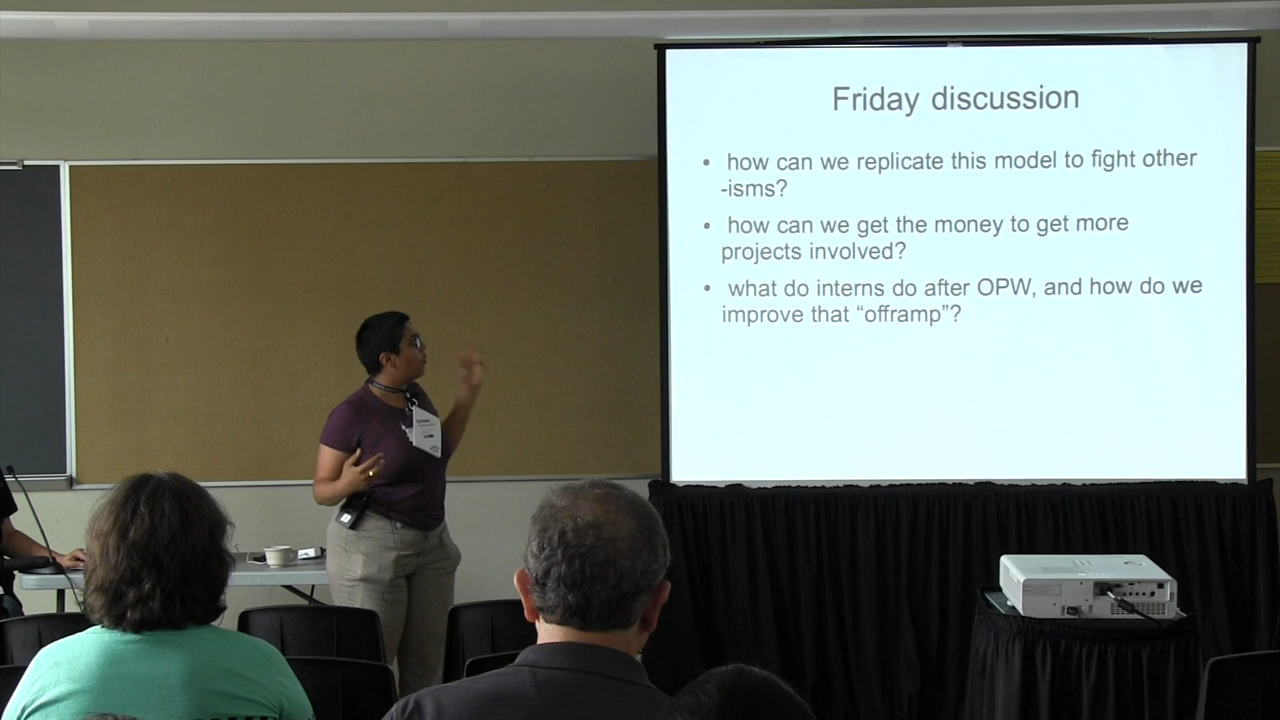 Friday discussion
• how can we replicate this model to fight other
-isms?
• how can we get the money to get more
projects involved?
• what do interns do after OPW, and how do we
improve that “offramp”?